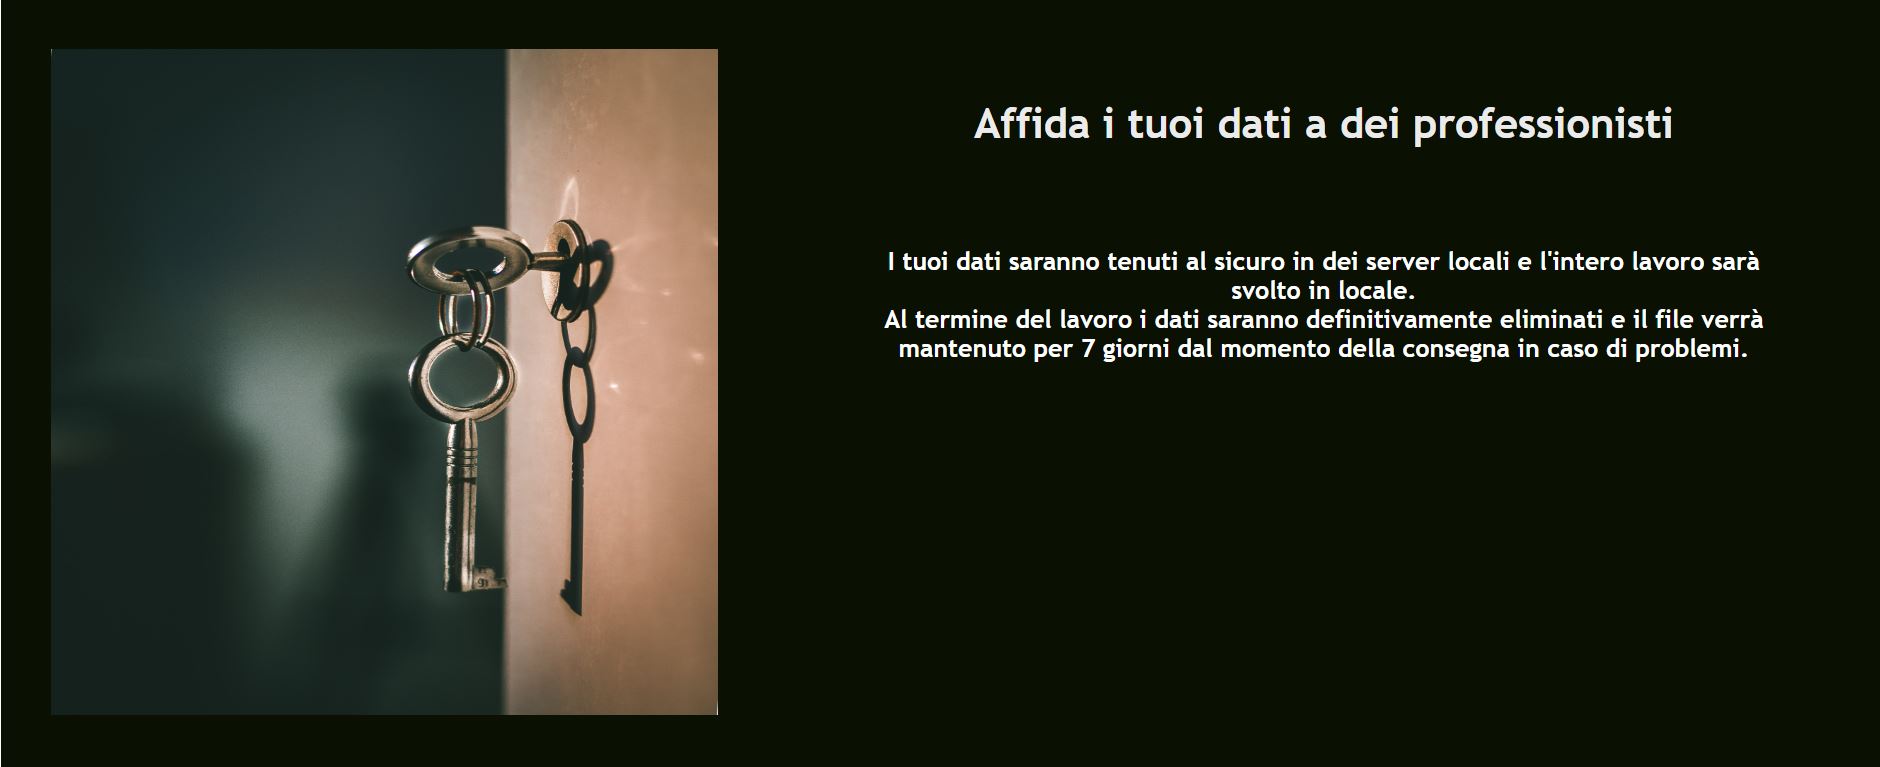 Affida i tuoi dati a dei professionisti
I tuoi dati saranno tenuti al sicuro in dei server locali e l'intero lavoro sarà
svolto in locale.
Al termine del lavoro i dati saranno definitivamente eliminati e il file verrà
mantenuto per 7 giorni dal momento della consegna in caso di problemi.